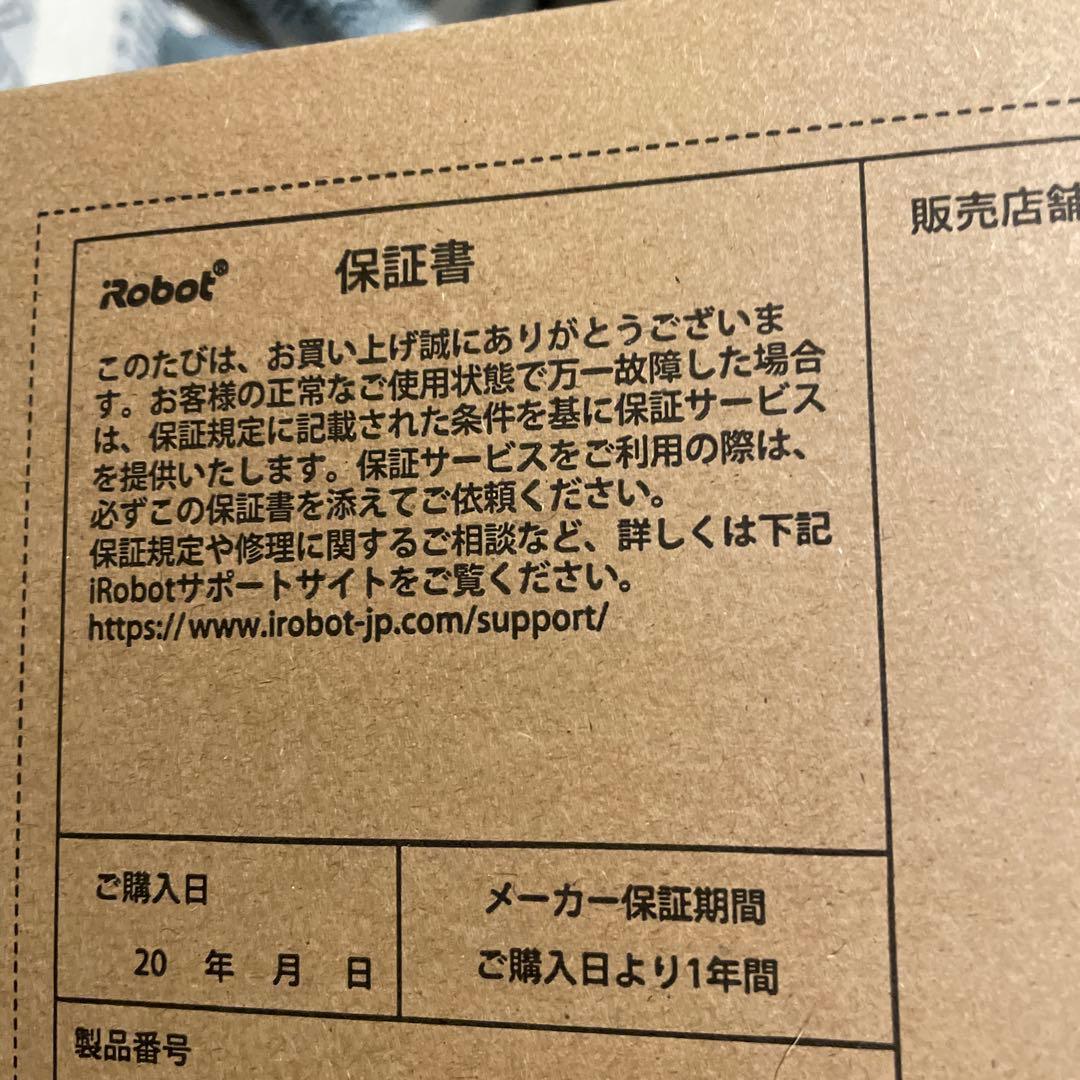 iRobot® 保証書
このたびは、お買い上げ誠にありがとうございま
す。お客様の正常なご使用状態で万一故障した場合
は、保証規定に記載された条件を基に保証サービス
を提供いたします。保証サービスをご利用の際は、
必ずこの保証書を添えてご依頼ください。
保証規定や修理に関するご相談など、詳しくは下記
iRobotサポートサイトをご覧ください。
https://www.irobot-jp.com/support/
販売店舗
ご購入日
20 年 月 日
メーカー保証期間
ご購入日より1年間
製品番号